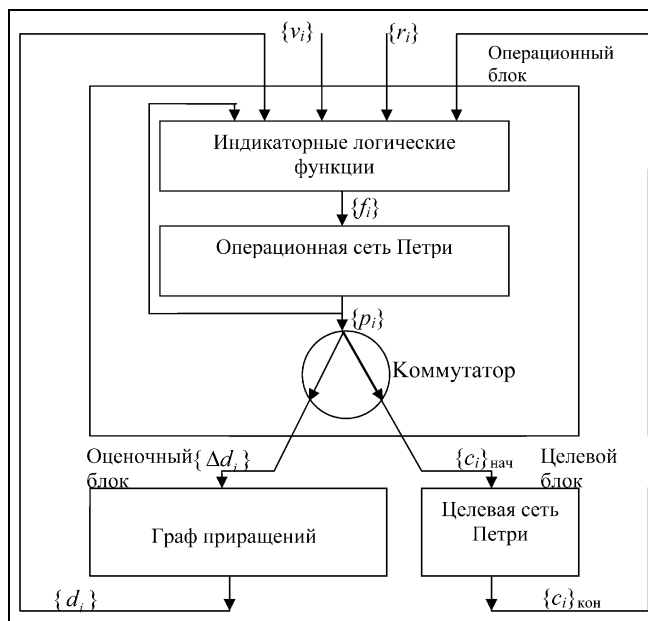 {vᵢ}
{rᵢ}
Операционный
блок
Индикаторные логические
функции
{fᵢ}
Операционная сеть Петри
{pᵢ}
Коммутатор
Оценочный
блок
{Δdᵢ}
{cᵢ}нач
Целевой
блок
Граф приращений
Целевая сеть
Петри
{dᵢ}
{cᵢ}кон